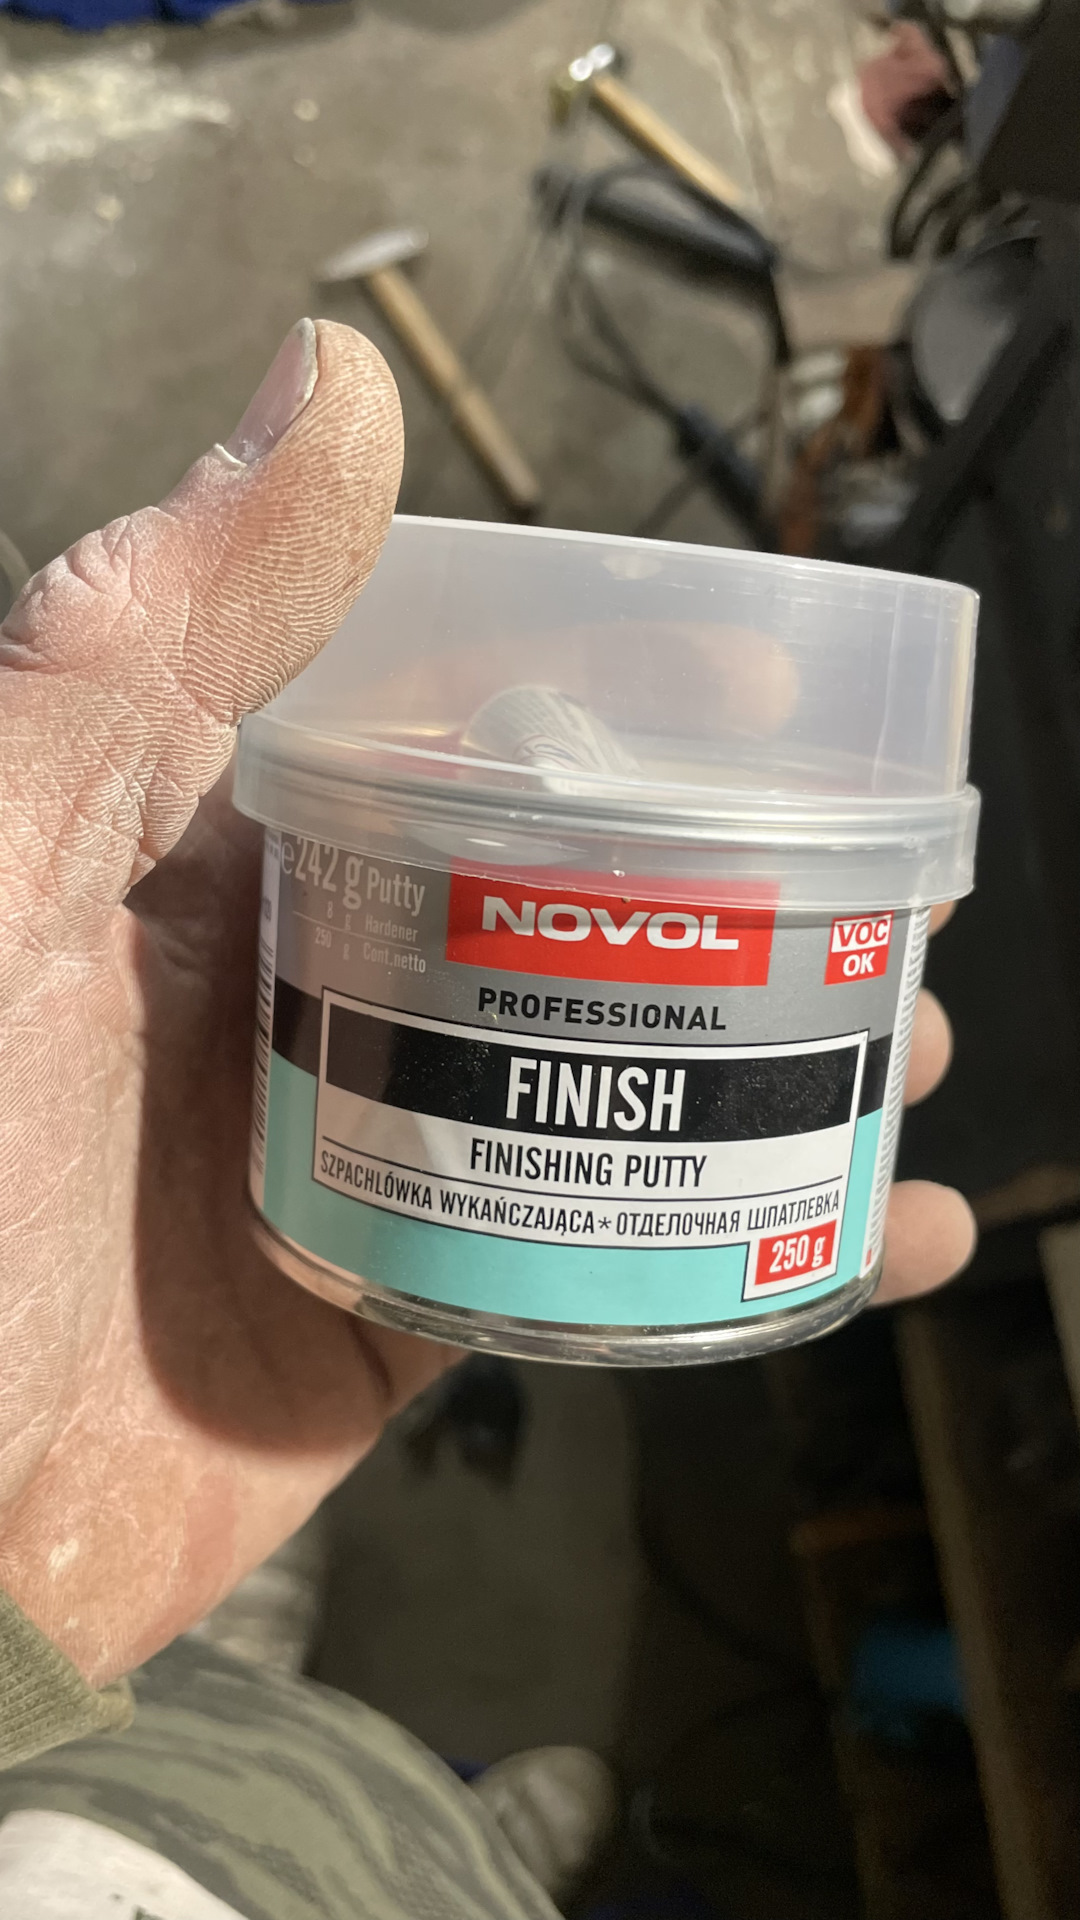 e242 g Putty
8 g Hardener
250 g Cont.netto
NOVOL
VOC
OK
PROFESSIONAL
FINISH
FINISHING PUTTY
SZPACHLÓWKA WYKAŃCZAJĄCA*ОТДЕЛОЧНАЯ ШПАТЛЕВКА
250 g